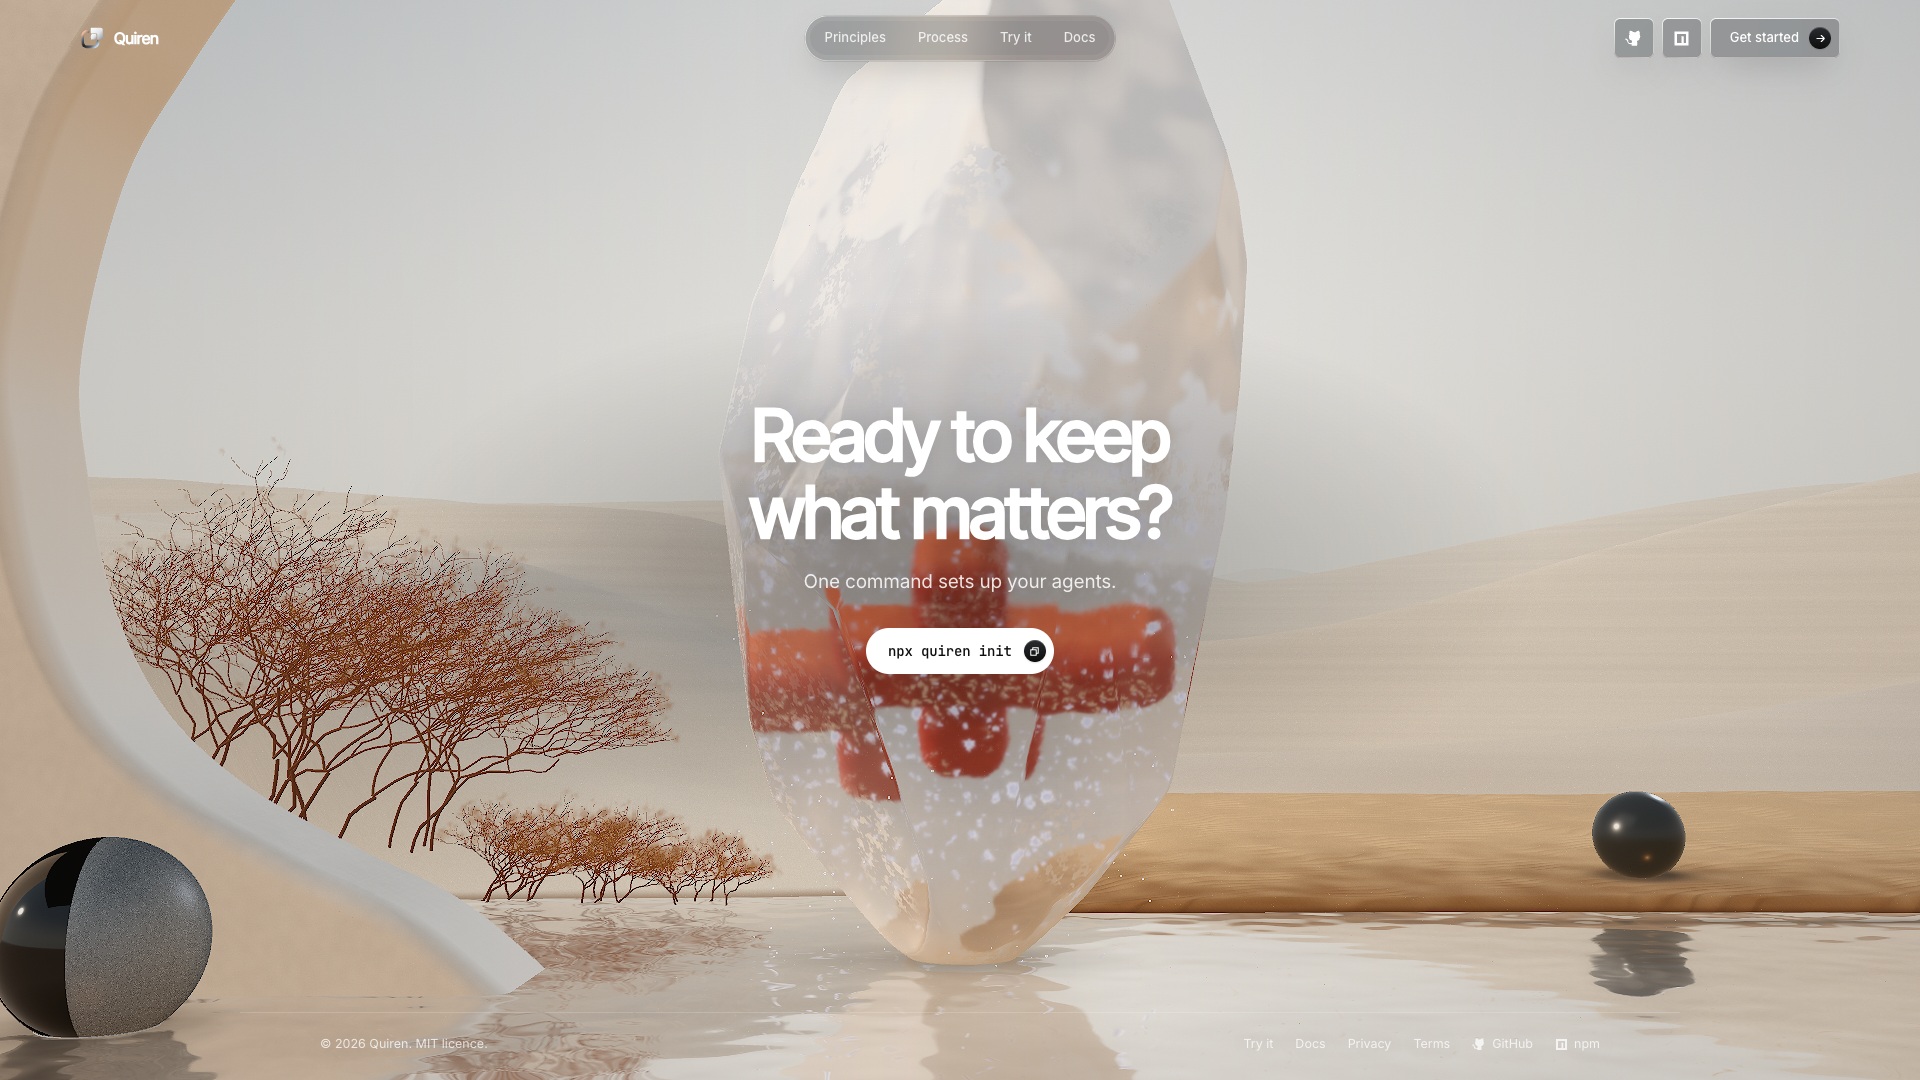 Quiren
Principles
Process
Try it
Docs
Get started
Ready to keep
what matters?
One command sets up your agents.
npx quiren init
© 2026 Quiren. MIT licence.
Try it
Docs
Privacy
Terms
GitHub
npm